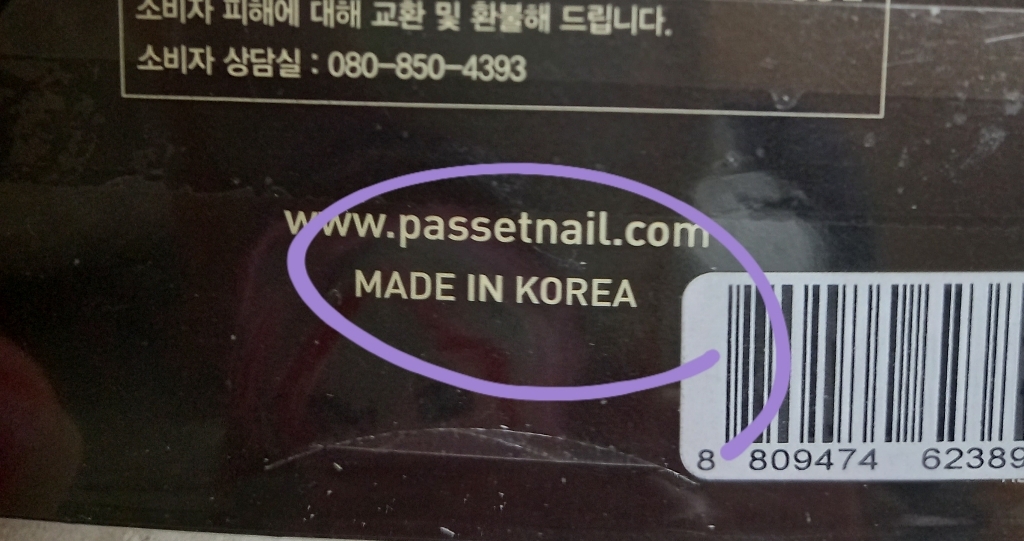 소비자 피해에 대해 교환 및 환불해 드립니다.
소비자 상담실 : 080-850-4393
www.passetnail.com
MADE IN KOREA
8 809474 62389